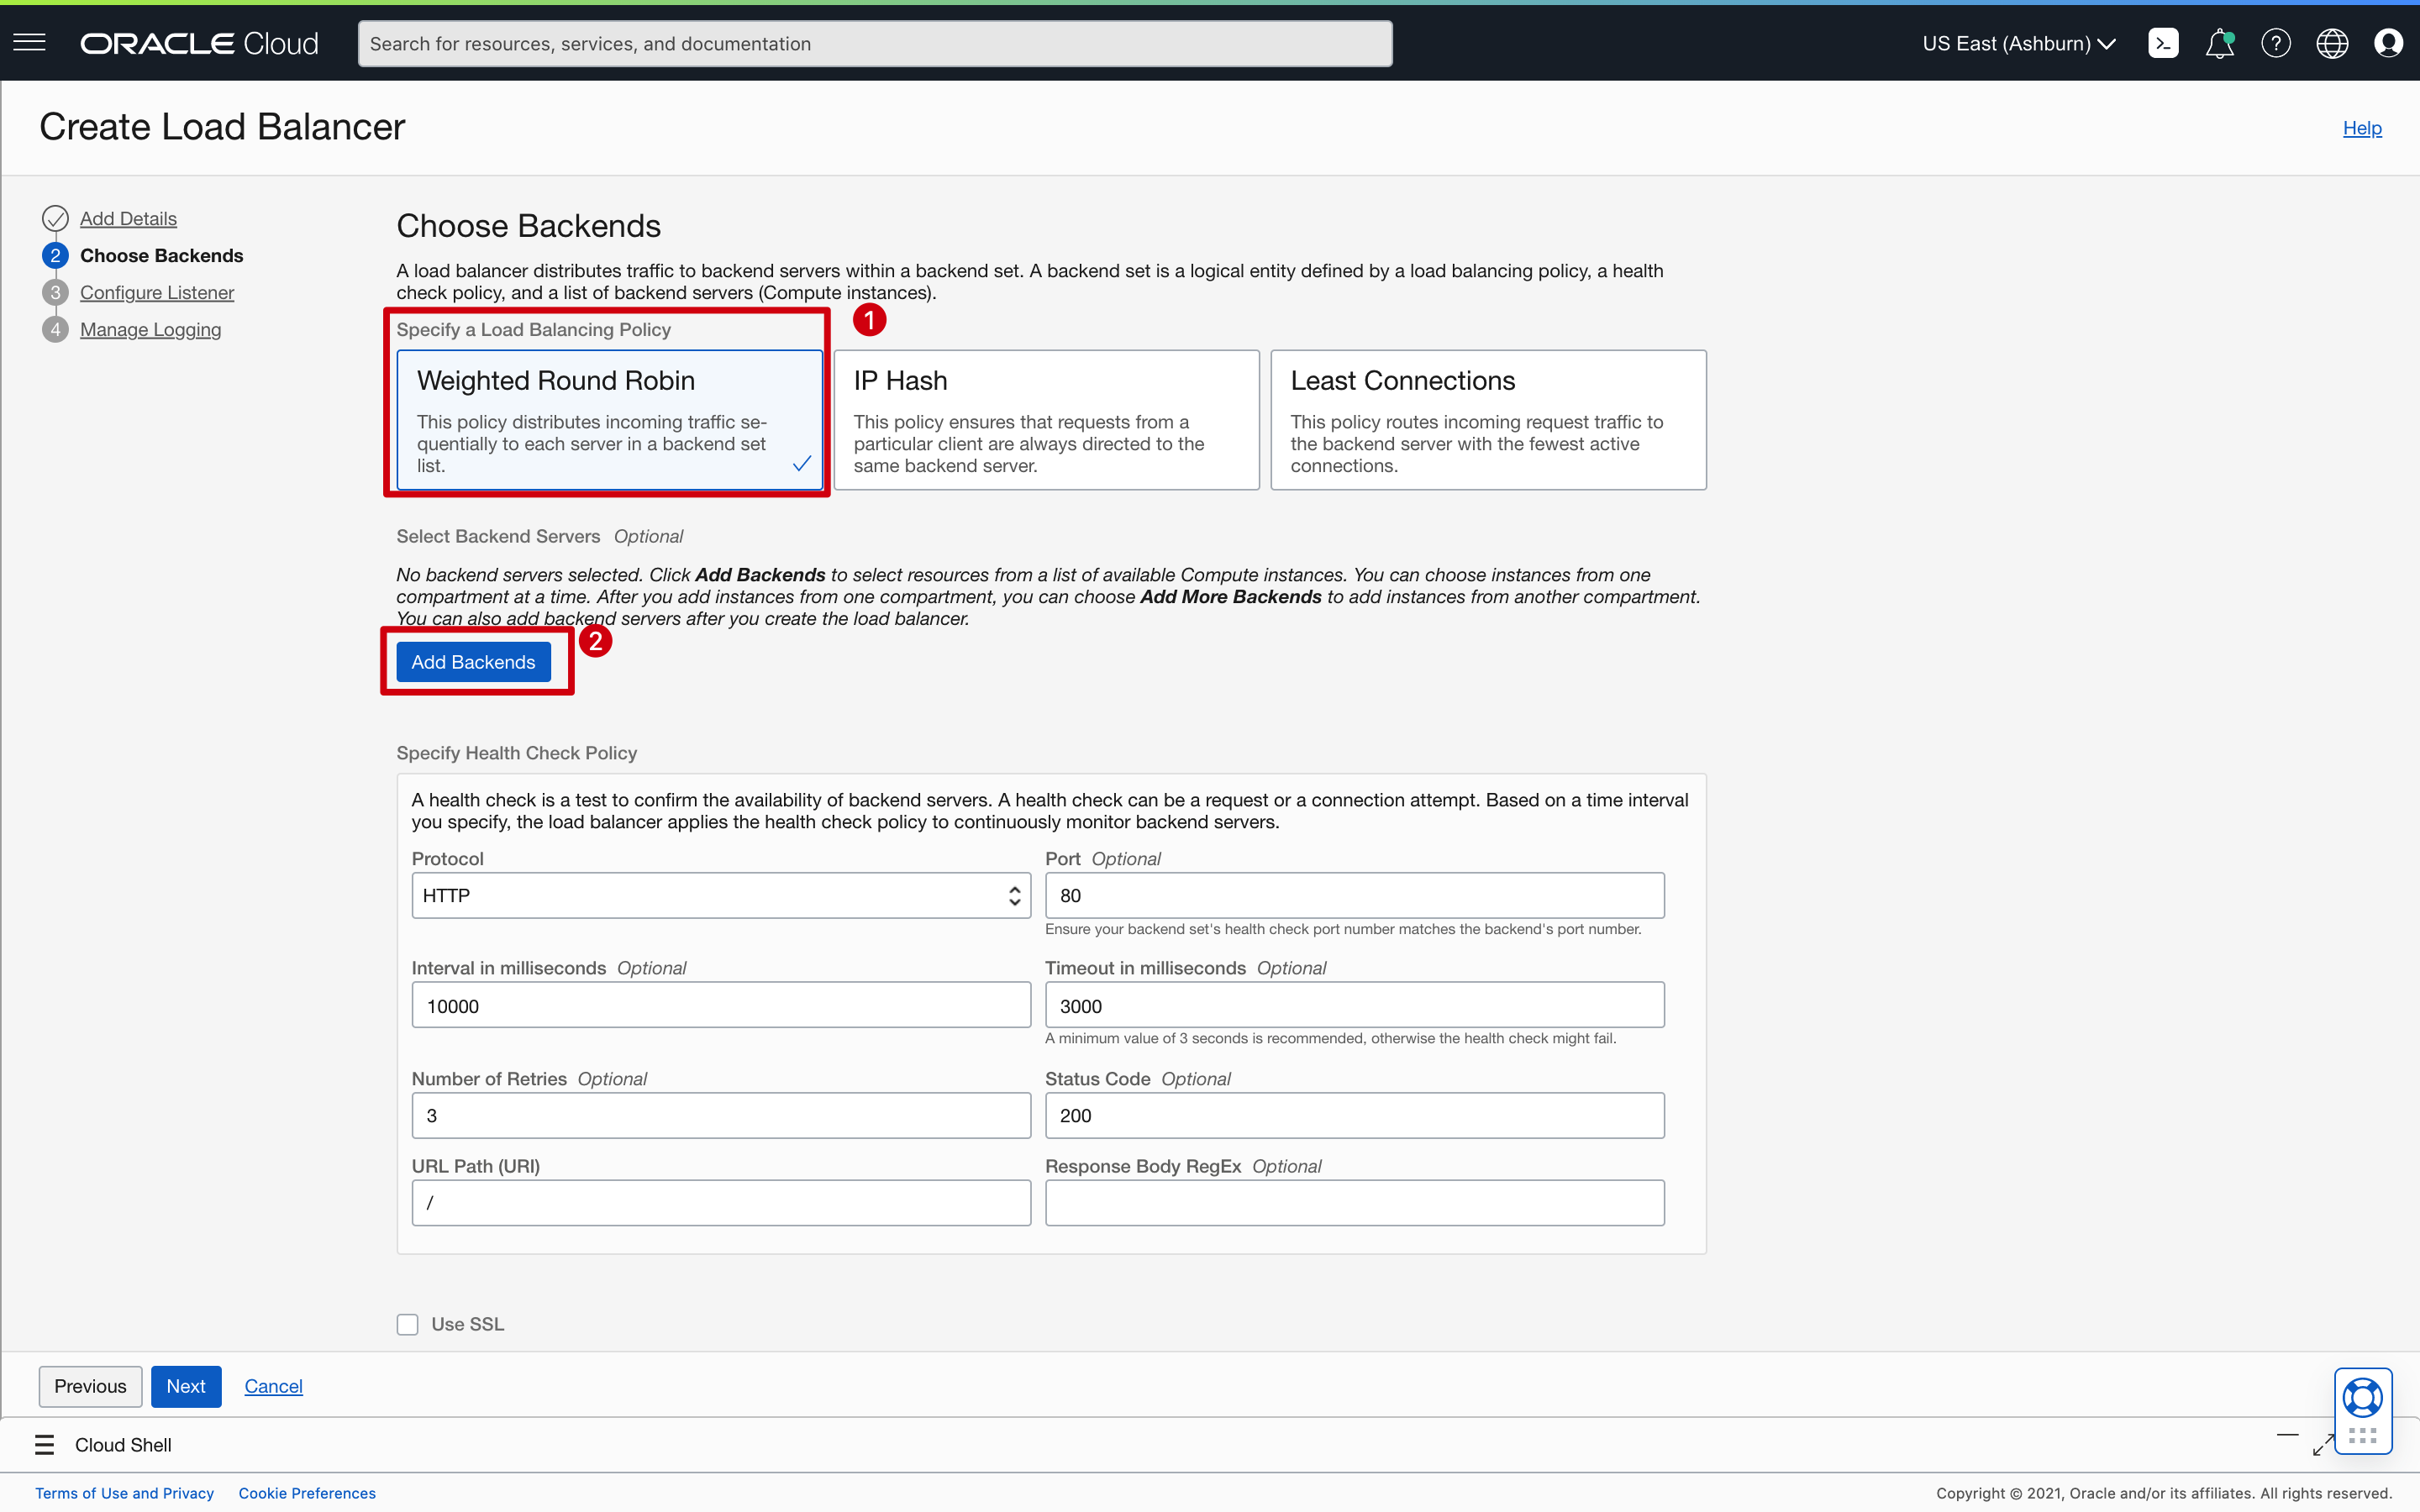 ORACLE Cloud
Search for resources, services, and documentation
US East (Ashburn)
Create Load Balancer
Help
Add Details
2 Choose Backends
3 Configure Listener
4 Manage Logging
Choose Backends
A load balancer distributes traffic to backend servers within a backend set. A backend set is a logical entity defined by a load balancing policy, a health
check policy, and a list of backend servers (Compute instances).
Specify a Load Balancing Policy
1
Weighted Round Robin
This policy distributes incoming traffic se-
quentially to each server in a backend set
list.
IP Hash
This policy ensures that requests from a
particular client are always directed to the
same backend server.
Least Connections
This policy routes incoming request traffic to
the backend server with the fewest active
connections.
Select Backend Servers Optional
No backend servers selected. Click Add Backends to select resources from a list of available Compute instances. You can choose instances from one
compartment at a time. After you add instances from one compartment, you can choose Add More Backends to add instances from another compartment.
You can also add backend servers after you create the load balancer.
2
Add Backends
Specify Health Check Policy
A health check is a test to confirm the availability of backend servers. A health check can be a request or a connection attempt. Based on a time interval
you specify, the load balancer applies the health check policy to continuously monitor backend servers.
Protocol
HTTP
Port Optional
80
Ensure your backend set's health check port number matches the backend's port number.
Interval in milliseconds Optional
10000
Timeout in milliseconds Optional
3000
A minimum value of 3 seconds is recommended, otherwise the health check might fail.
Number of Retries Optional
3
Status Code Optional
200
URL Path (URI)
/
Response Body RegEx Optional
Use SSL
Previous
Next
Cancel
Cloud Shell
Terms of Use and Privacy
Cookie Preferences
Copyright © 2021, Oracle and/or its affiliates. All rights reserved.